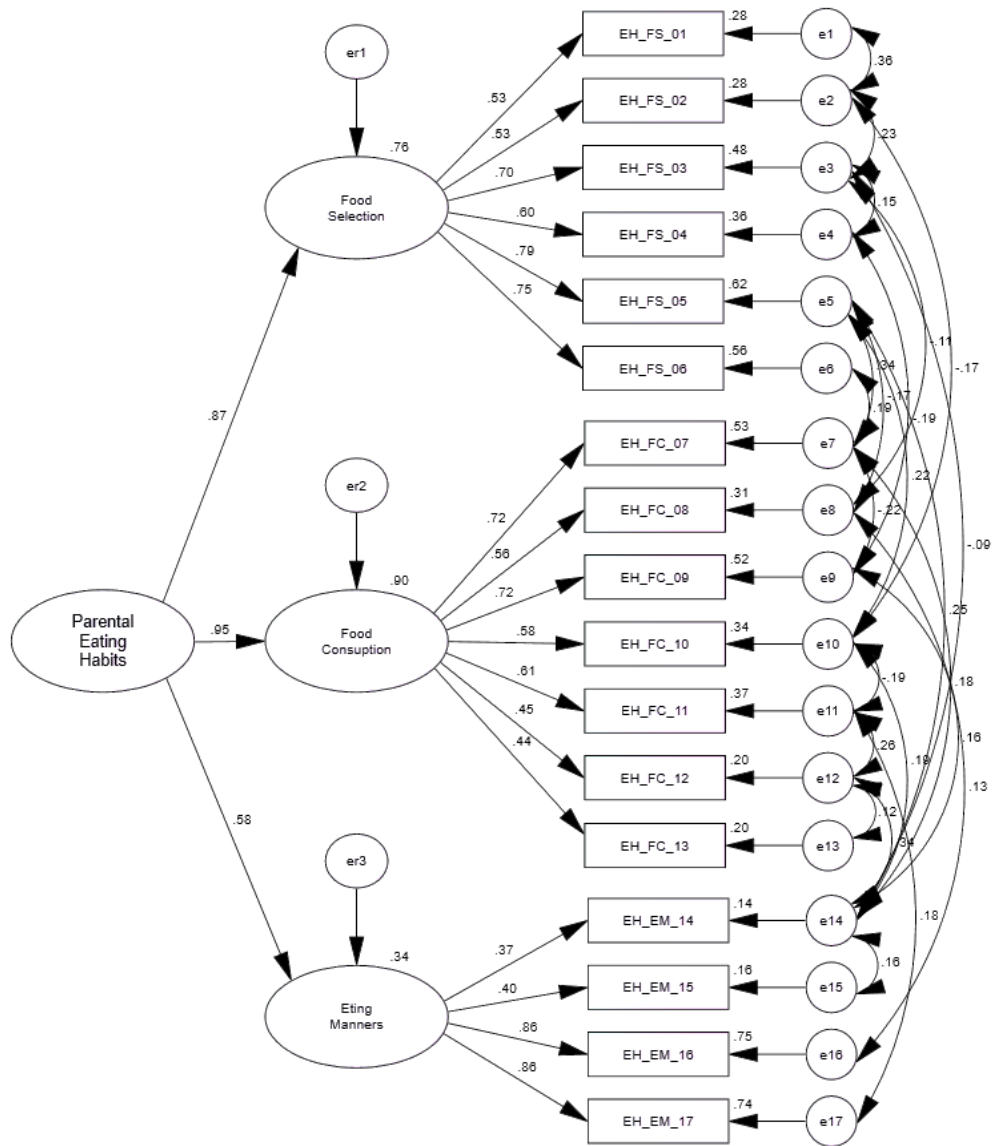 EH_FS_01
.28
e1
er1
.36
.53
EH_FS_02
.28
e2
.53
.23
.76
EH_FS_03
.48
e3
.70
.15
Food
Selection
EH_FS_04
.36
e4
.60
.79
EH_FS_05
.62
e5
.75
-.11
EH_FS_06
.56
e6
.34
-.17
-.17
.19
-.19
.87
EH_FC_07
.53
e7
er2
.22
.72
EH_FC_08
.31
e8
-.22
.56
-.09
.72
EH_FC_09
.52
e9
.90
.25
Parental
Eating
Habits
.95
Food
Consuption
.58
EH_FC_10
.34
e10
.61
-.19
.18
EH_FC_11
.37
e11
.45
.26
.16
.44
.19
EH_FC_12
.20
e12
.13
.12
.58
EH_FC_13
.20
e13
.34
er3
EH_EM_14
.14
e14
.18
.37
.34
.16
EH_EM_15
.16
e15
.40
Eting
Manners
.86
EH_EM_16
.75
e16
.86
EH_EM_17
.74
e17